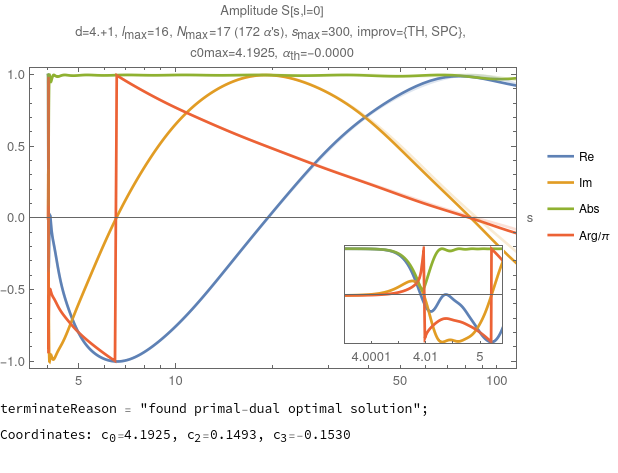 Amplitude S[s,l=0]
d=4.+1, lmax=16, Nmax=17 (172 α's), smax=300, improv={TH, SPC},
c0max=4.1925, αth=-0.0000
1.0
0.5
0.0
-0.5
-1.0
5
10
50
100
s
Re
Im
Abs
Arg/π
4.0001
4.01
5
terminateReason = "found primal-dual optimal solution";
Coordinates: c0=4.1925, c2=0.1493, c3=-0.1530